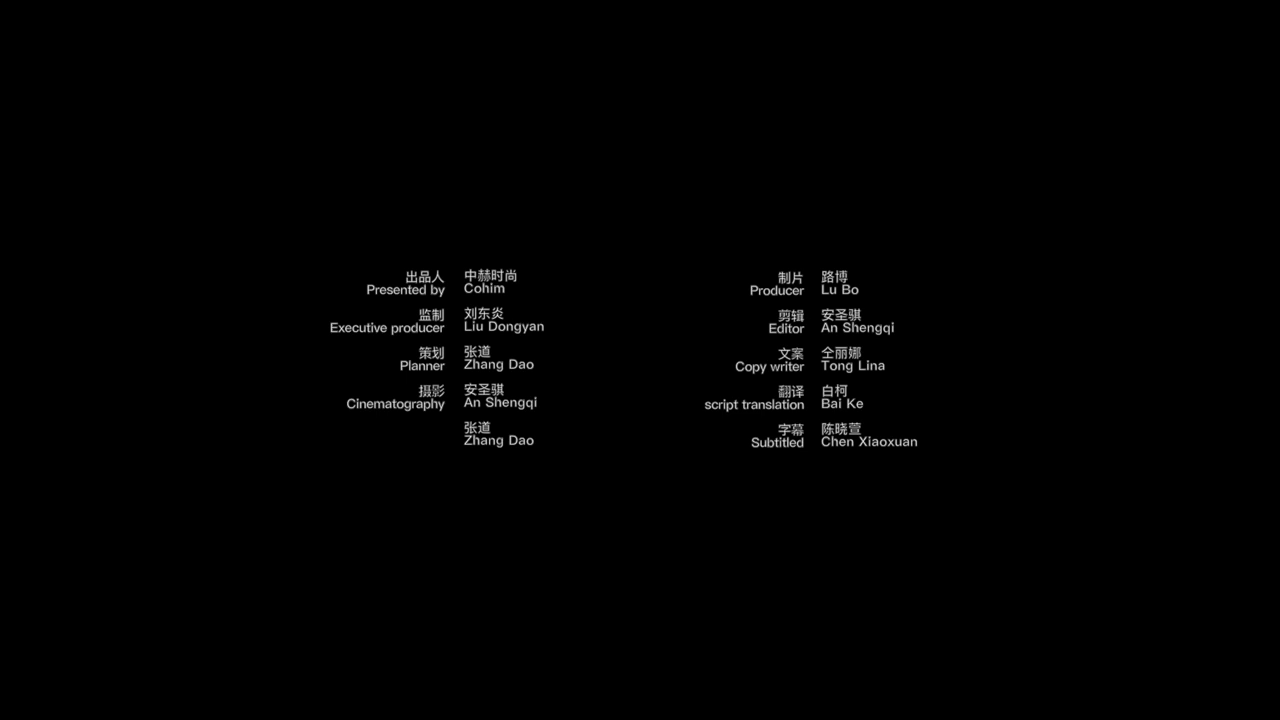 出品人 中赫时尚
Presented by Cohim
监制 刘东炎
Executive producer Liu Dongyan
策划 张道
Planner Zhang Dao
摄影 安圣骐
Cinematography An Shengqi
张道
Zhang Dao
制片 路博
Producer Lu Bo
剪辑 安圣骐
Editor An Shengqi
文案 仝丽娜
Copy writer Tong Lina
翻译 白柯
script translation Bai Ke
字幕 陈晓萱
Subtitled Chen Xiaoxuan